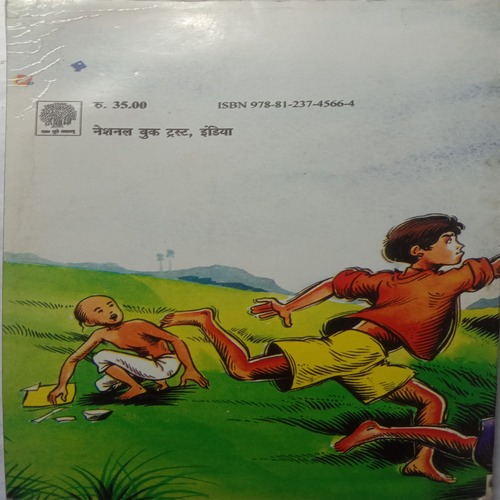 रु. 35.00
ISBN 978-81-237-4566-4
नेशनल बुक ट्रस्ट, इंडिया